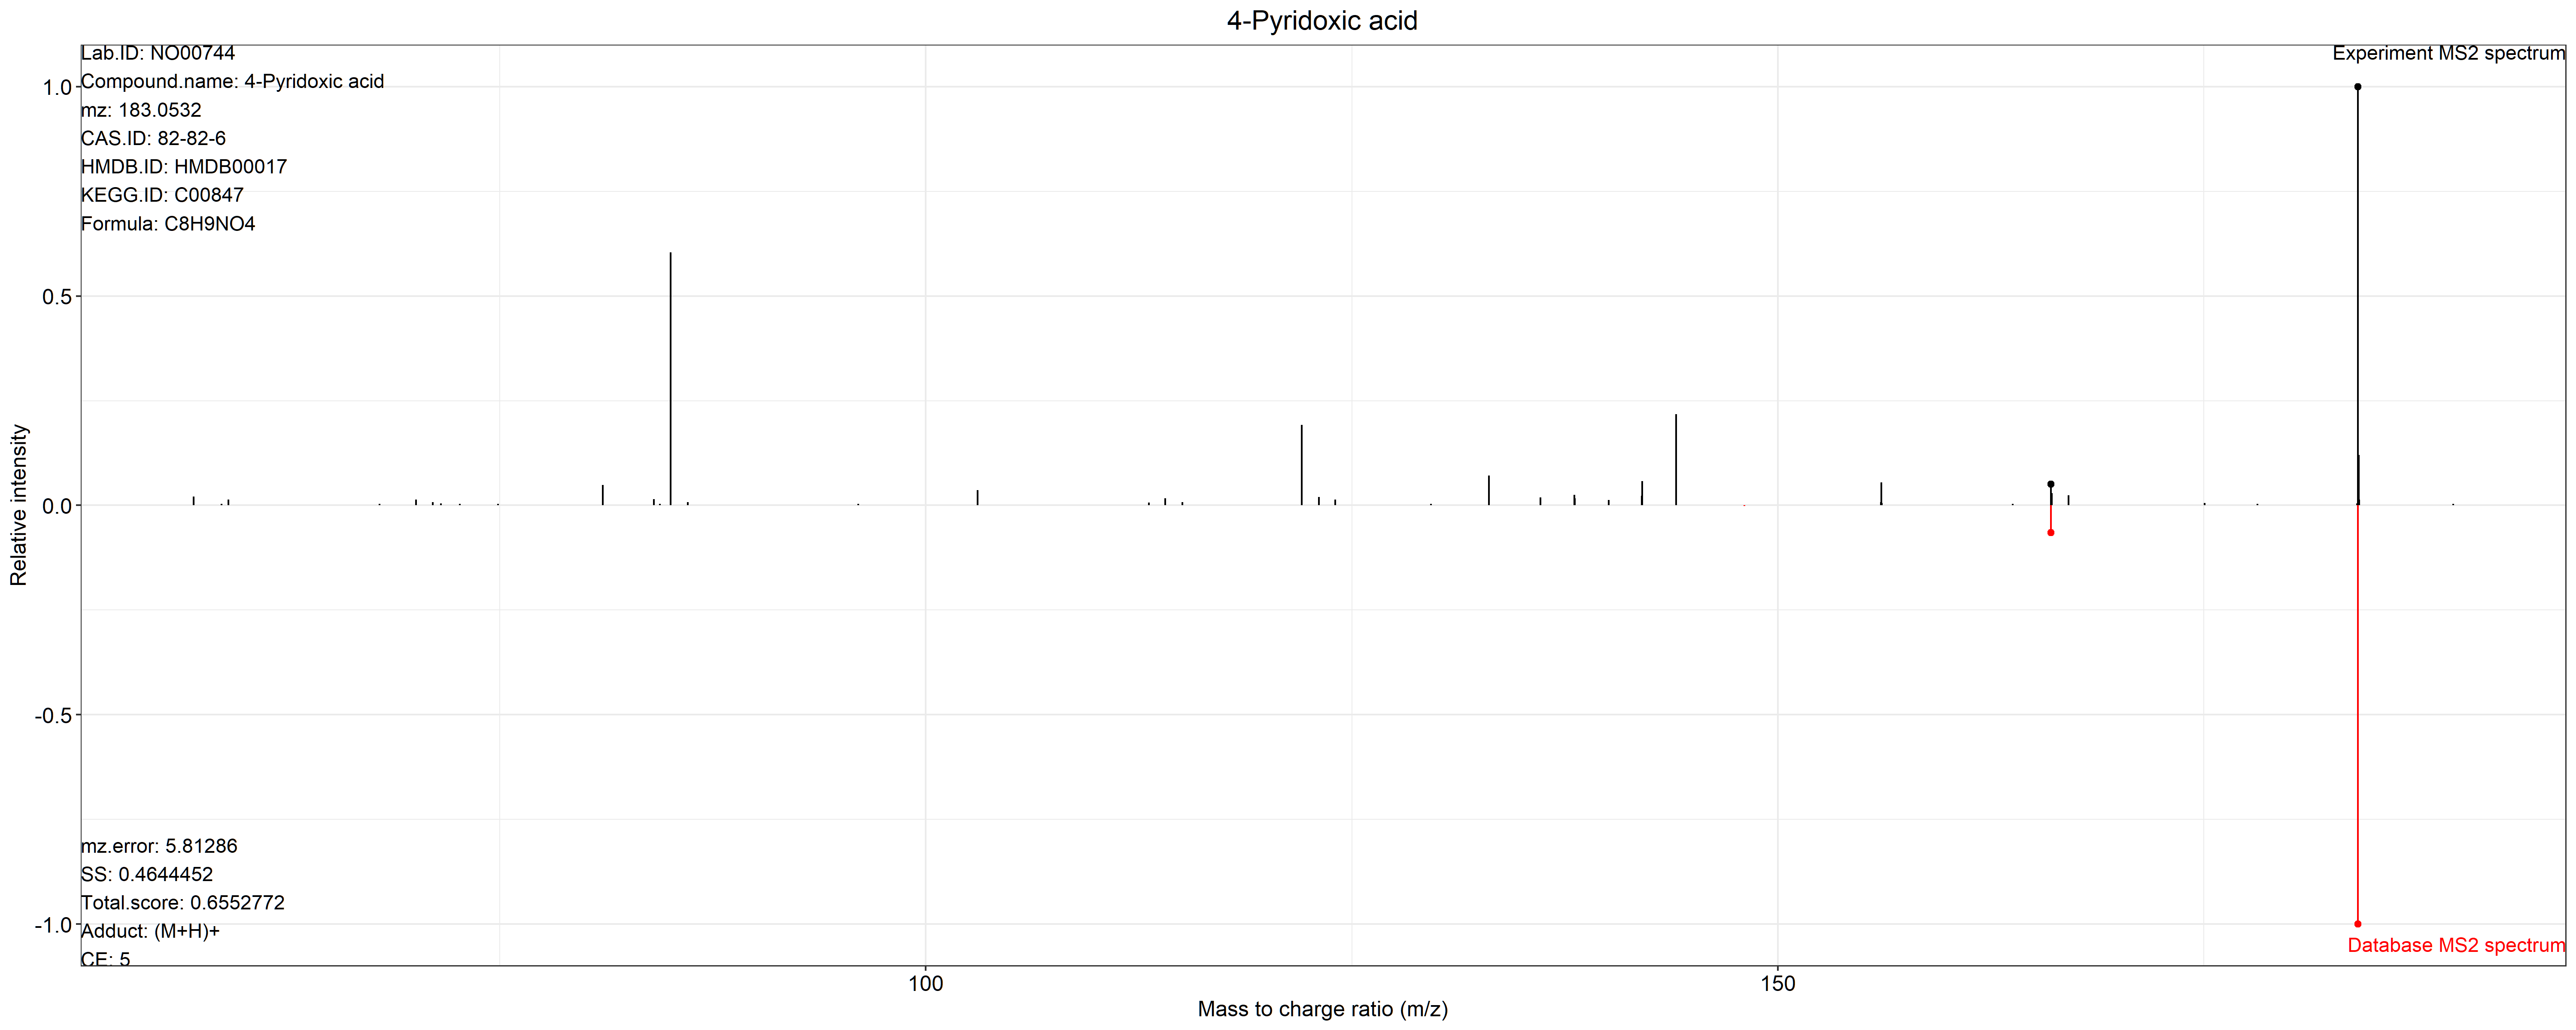 4-Pyridoxic acid
Lab.ID: NO00744
Compound.name: 4-Pyridoxic acid
mz: 183.0532
CAS.ID: 82-82-6
HMDB.ID: HMDB00017
KEGG.ID: C00847
Formula: C8H9NO4
Experiment MS2 spectrum
1.0
0.5
0.0
-0.5
-1.0
Relative intensity
mz.error: 5.81286
SS: 0.4644452
Total.score: 0.6552772
Adduct: (M+H)+
CE: 5
Database MS2 spectrum
100
150
Mass to charge ratio (m/z)